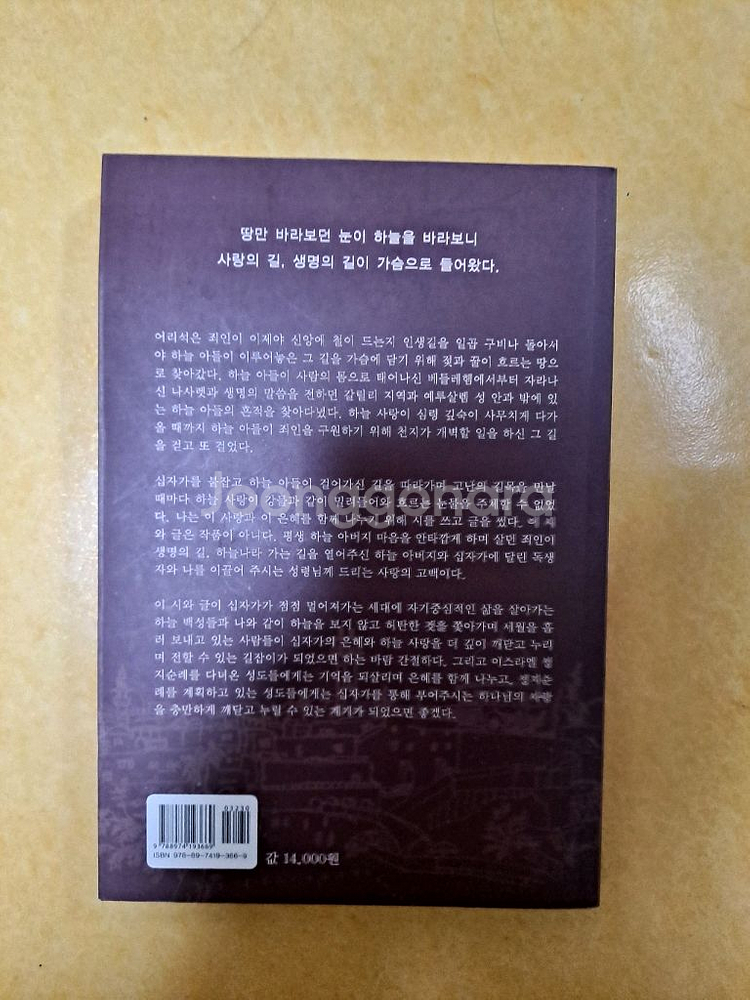 땅만 바라보던 눈이 하늘을 바라보니
사랑의 길, 생명의 길이 가슴으로 들어왔다.
어리석은 죄인이 이제야 신앙에 철이 드는지 인생길을 일곱 구비나 돌아서
야 하늘 아들이 이루어놓은 그 길을 가슴에 담기 위해 젖과 꿀이 흐르는 땅으
로 찾아갔다. 하늘 아들이 사람의 몸으로 태어나신 베들레헴에서부터 자라나
신 나사렛과 생명의 말씀을 전하면 갈릴리 지역과 예루살렘 성 안과 밖에 있
는 하늘 아들의 흔적을 찾아다녔다. 하늘 사랑이 심령 깊숙이 사무치게 다가
올 때까지 하늘 아들이 죄인을 구원하기 위해 천지가 개벽할 일을 하신 그 길
을 걷고 또 걸었다.
십자가를 붙잡고 하늘 아들이 걸어가신 길을 따라가며 고난의 길목을 만날
때마다 하늘 사랑이 강물과 같이 밀려들어와 흐르는 눈물을 주체할 수 없었
다. 나는 이 사랑과 이 은혜를 함께 나누기 위해 시를 쓰고 글을 썼다. 이 시
와 글은 작품이 아니다. 평생 하늘 아버지 마음을 안타깝게 하며 살던 죄인이
생명의 길, 하늘나라 가는 길을 열어주신 하늘 아버지와 십자가에 달린 독생
자와 나를 이끌어 주시는 성령님께 드리는 사랑의 고백이다.
이 시와 글이 십자가가 점점 멀어져가는 세대에 자기중심적인 삶을 살아가는
하늘 백성들과 나와 같이 하늘을 보지 않고 허탄한 것을 쫓아가며 세월을 흘
러 보내고 있는 사람들이 십자가의 은혜와 하늘 사랑을 더 깊이 깨닫고 누리
며 전할 수 있는 길잡이가 되었으면 하는 바람 간절하다. 그리고 이스라엘 성
지순례를 다녀온 성도들에게는 기억을 되살리며 은혜를 함께 나누고, 성지순
례를 계획하고 있는 성도들에게는 십자가를 통해 부어주시는 하나님의 사랑
을 충만하게 깨닫고 누릴 수 있는 계기가 되었으면 좋겠다.
Joonggonara
03230
9 788974 193669
ISBN 978-89-7419-366-9
값 14,000원